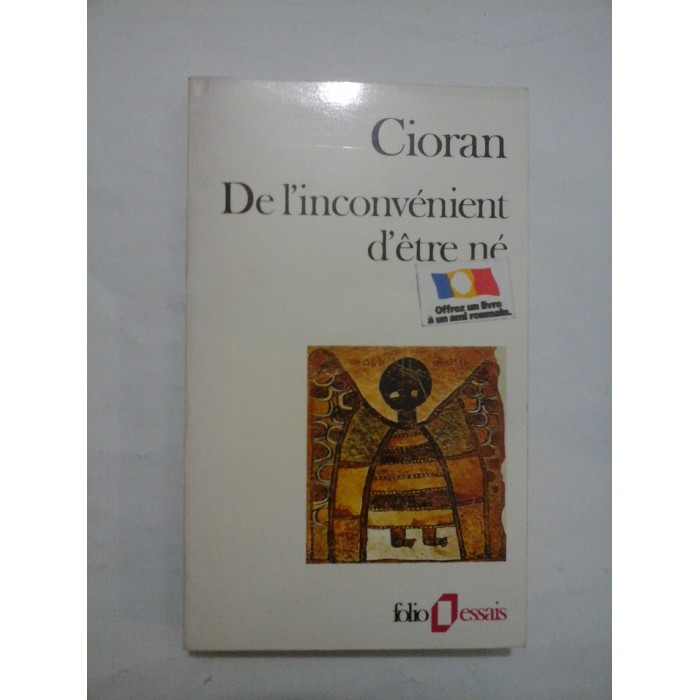 Cioran
De l'inconvénient
d'être né
Offrez un livre
à un ami roumain.
folio essais